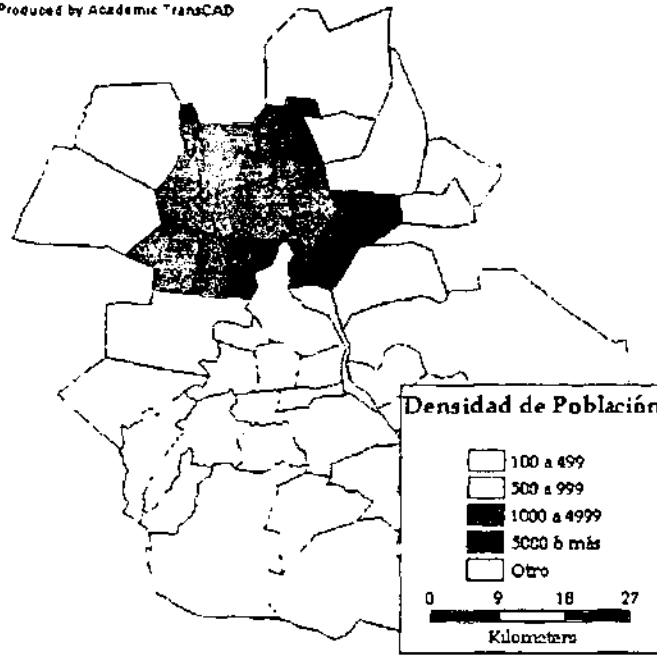 Produced by Academic TransCAD
Densidad de Población
100 a 499
500 a 999
1000 a 4999
5000 ó más
Otro
0 9 18 27
Kilometers